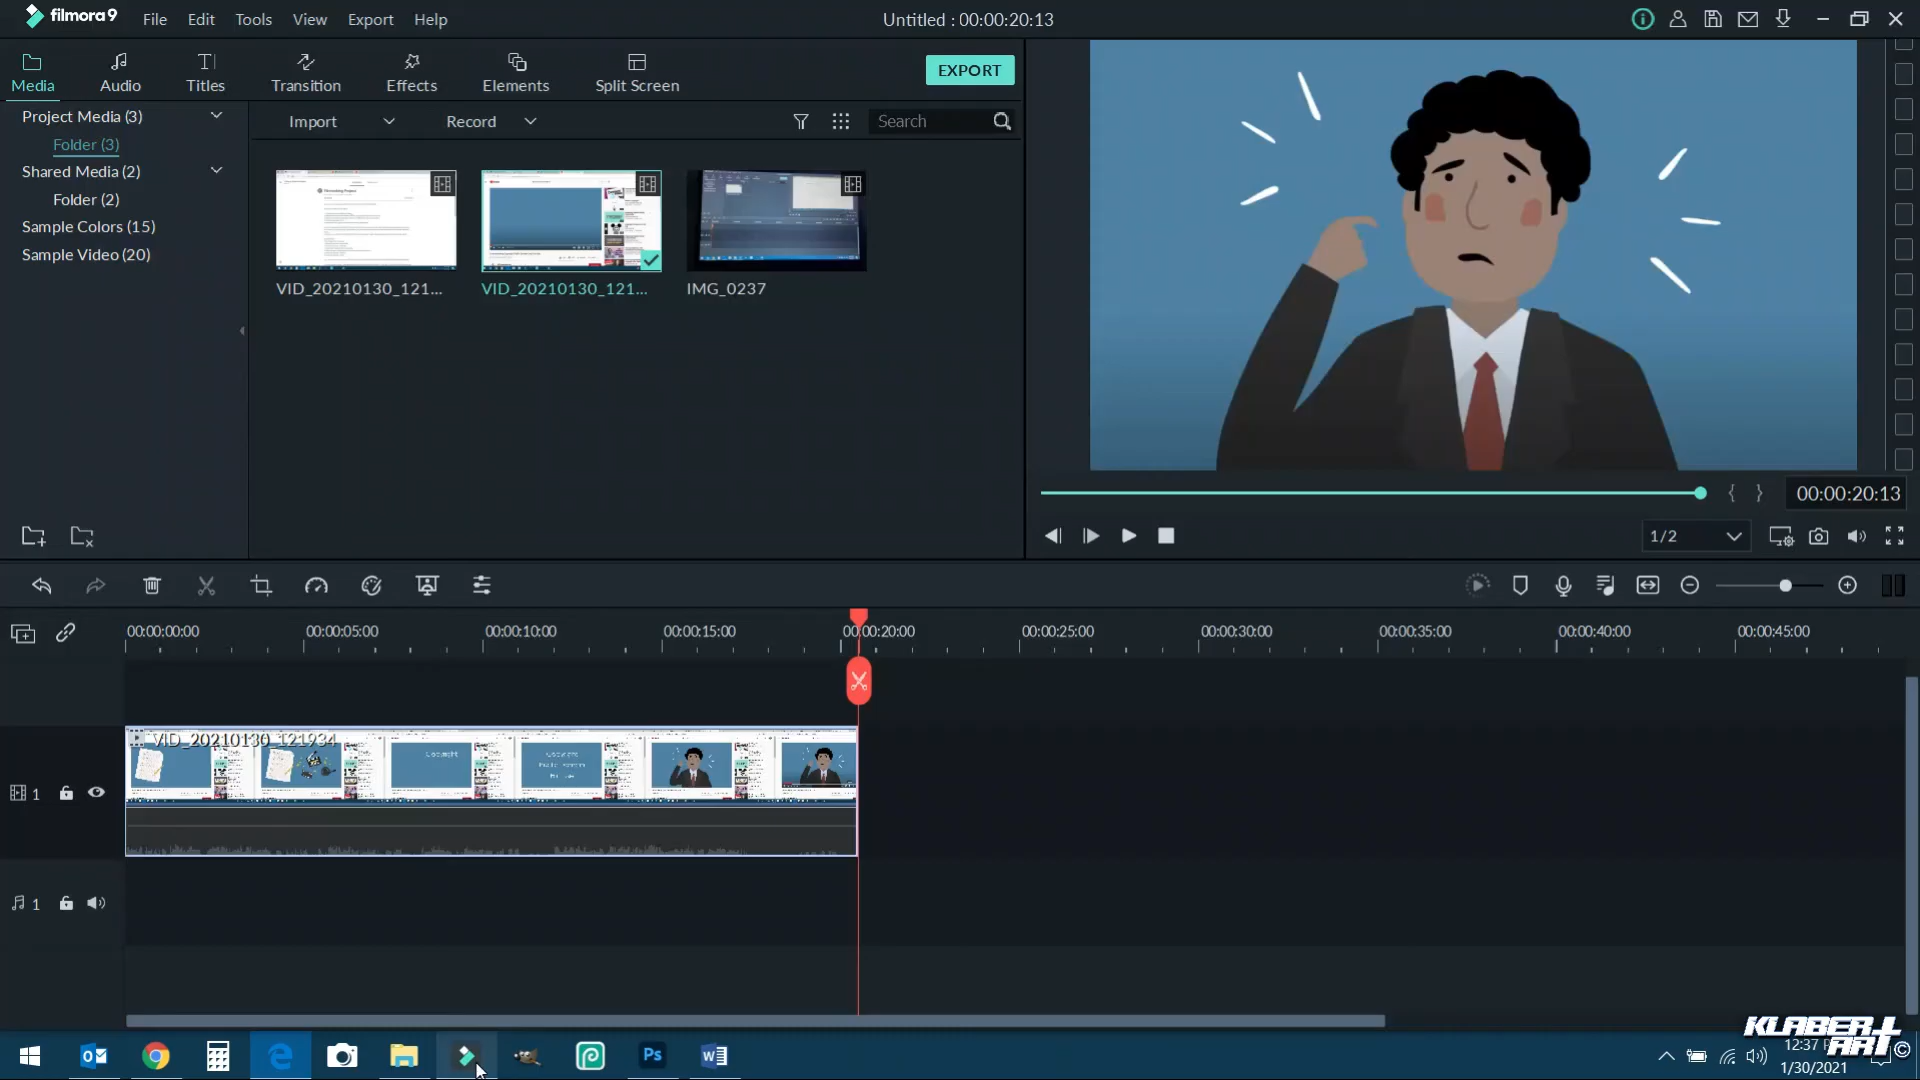 filmora9
File Edit Tools View Export Help
Untitled : 00:00:20:13
Media Audio Titles Transition Effects Elements Split Screen
EXPORT
Project Media (3)
Folder (3)
Shared Media (2)
Folder (2)
Sample Colors (15)
Sample Video (20)
Import Record Search
VID_20210130_121... VID_20210130_121... IMG_0237
00:00:20:13
1/2
00:00:00:00 00:00:05:00 00:00:10:00 00:00:15:00 00:00:20:00 00:00:25:00 00:00:30:00 00:00:35:00 00:00:40:00 00:00:45:00
VID_20210130_121934
Copyright
1
1
Ps
12:37
1/30/2021
KLABER+
ART ©